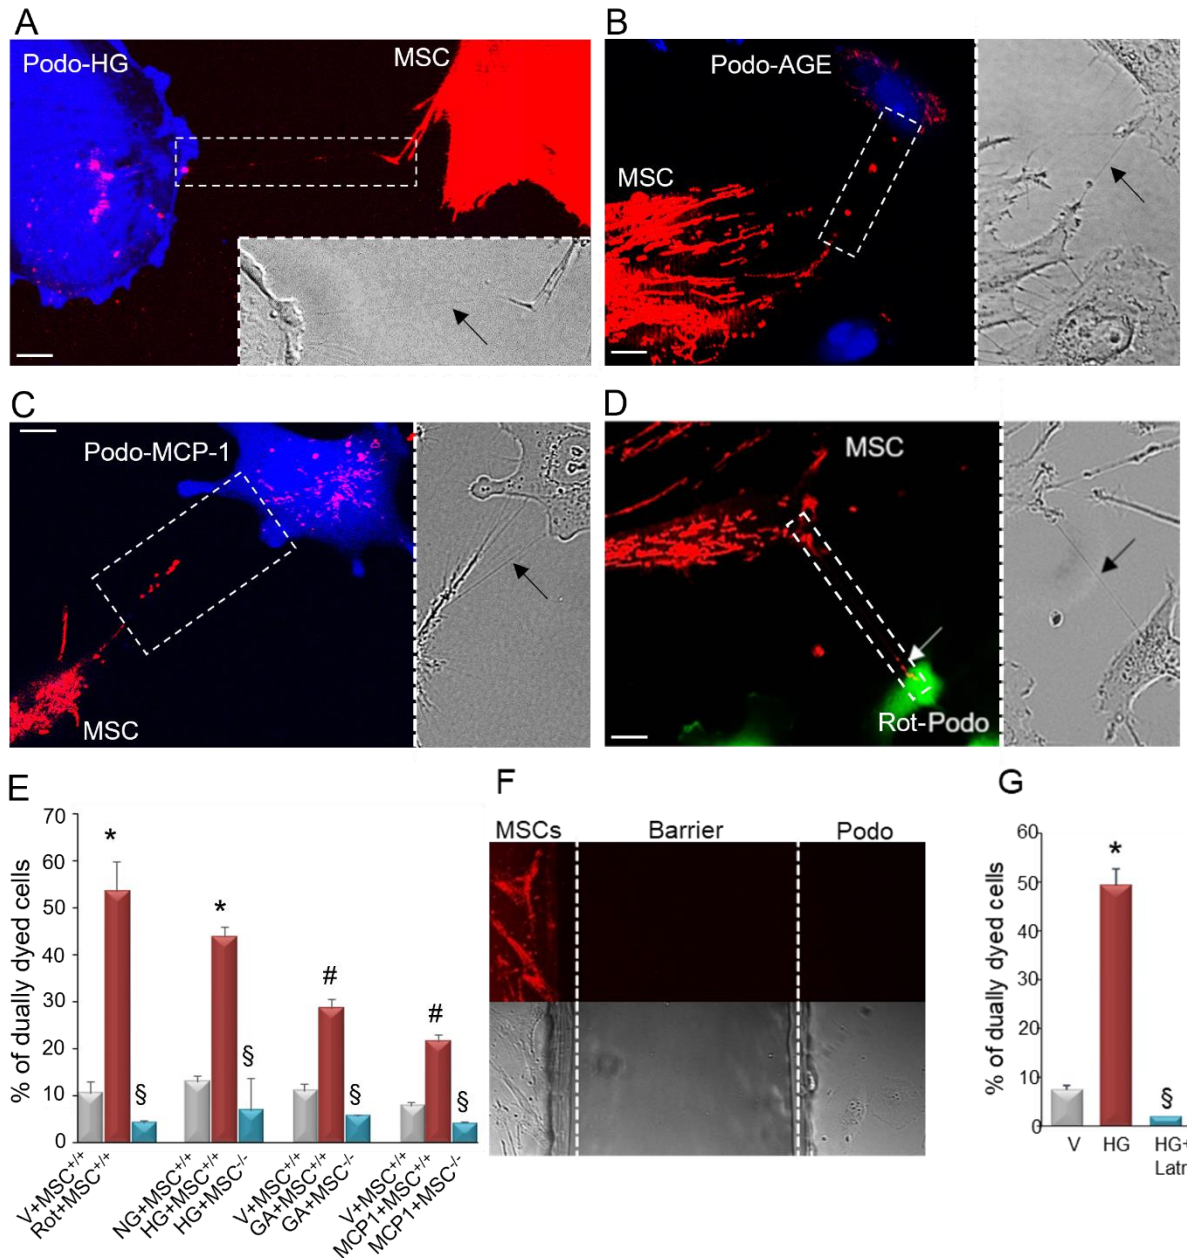 A
Podo-HG
MSC
B
Podo-AGE
MSC
C
Podo-MCP-1
MSC
D
MSC
Rot-Podo
E
% of dually dyed cells
70
60
50
40
30
20
10
0
*
§
*
§
#
§
#
§
V+MSC+/+
Rot+MSC+/+
NG+MSC+/+
HG+MSC+/+
HG+MSC-/-
V+MSC+/+
GA+MSC+/+
GA+MSC-/-
V+MSC+/+
MCP1+MSC+/+
MCP1+MSC-/-
F
MSCs Barrier Podo
G
% of dually dyed cells
60
50
40
30
20
10
0
*
§
V HG HG+
Latr